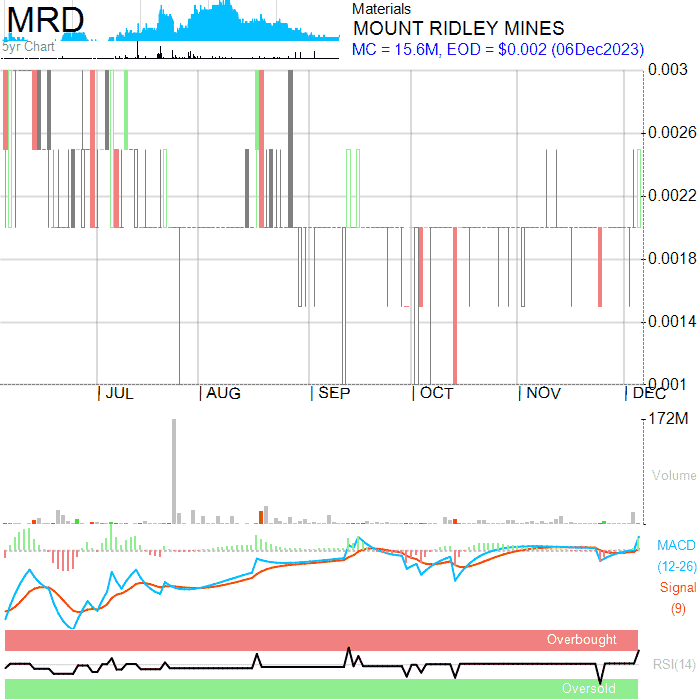 MRD
5yr Chart
Materials
MOUNT RIDLEY MINES
MC = 15.6M, EOD = $0.002 (06Dec2023)
0.003
0.0026
0.0022
0.0018
0.0014
0.001
JUL AUG SEP OCT NOV DEC
172M
Volume
MACD
(12-26)
Signal
(9)
Overbought
RSI(14)
Oversold